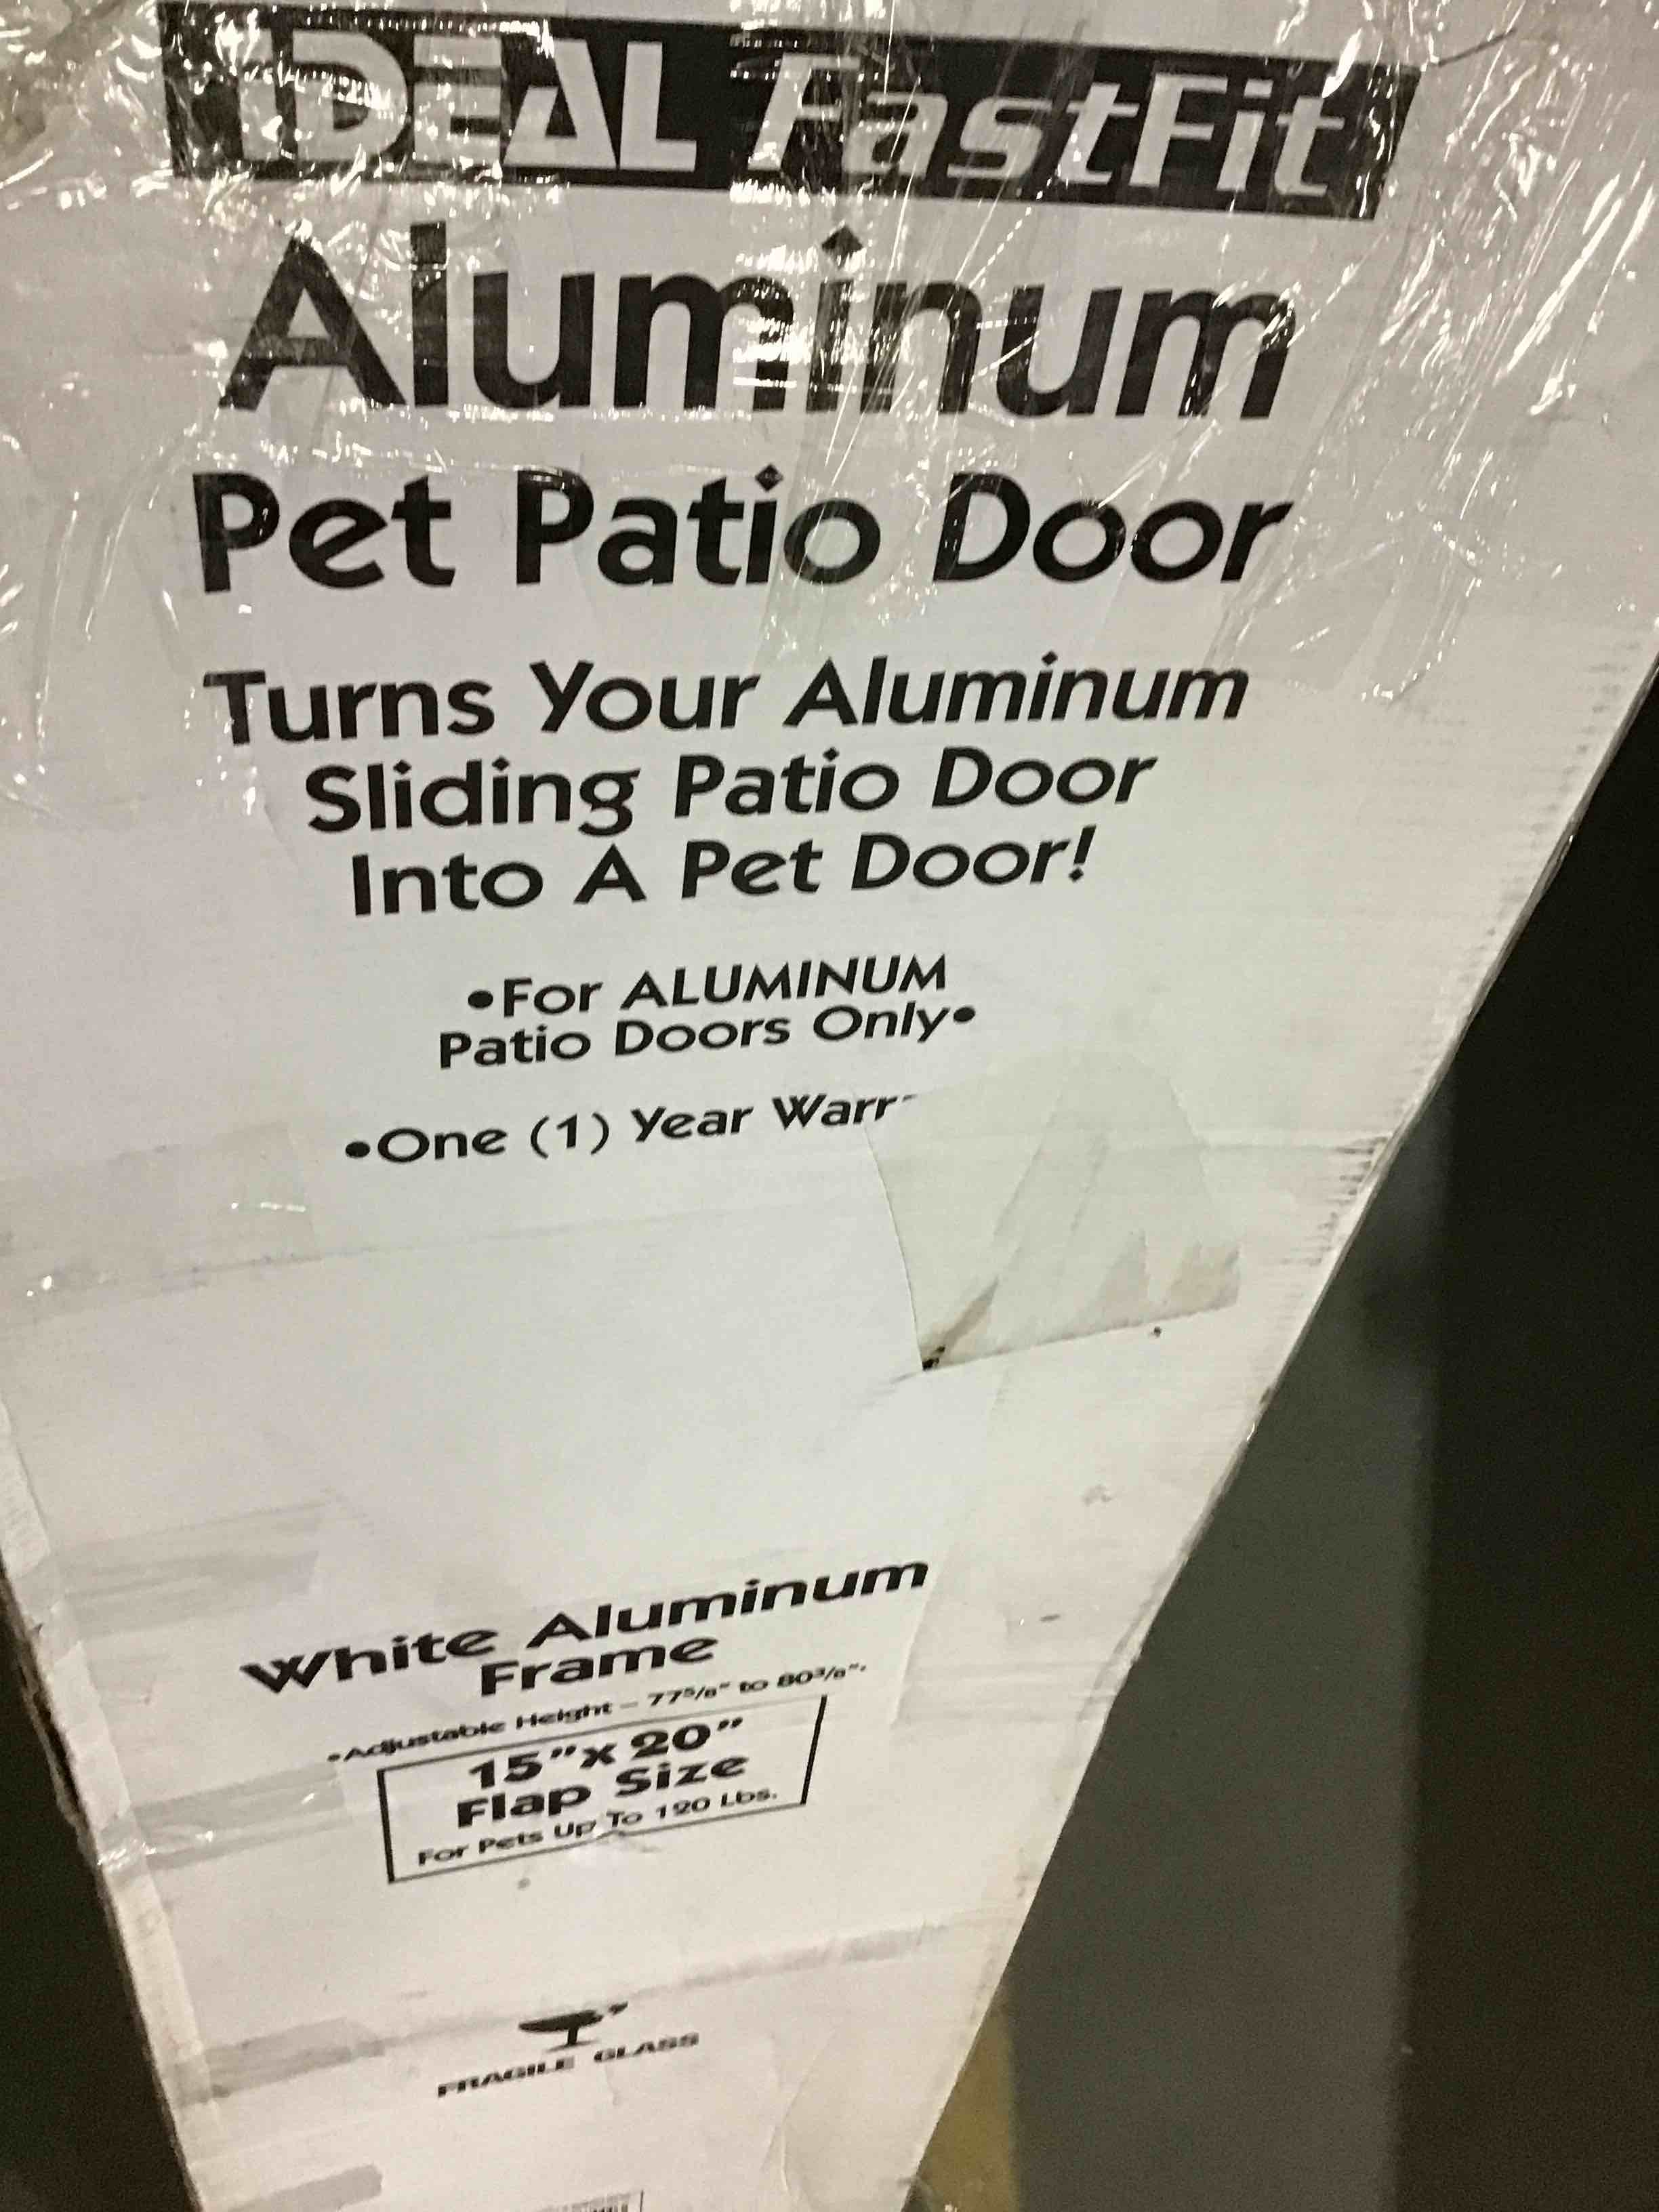 IDEAL FastFit
Aluminum
Pet Patio Door
Turns Your Aluminum
Sliding Patio Door
Into A Pet Door!
•For ALUMINUM
Patio Doors Only•
•One (1) Year Warr
White Aluminum
Frame
•Adjustable Height – 77⁵/₈" to 80³/₈"•
15"x 20"
Flap Size
For Pets Up To 120 Lbs.
FRAGILE GLASS